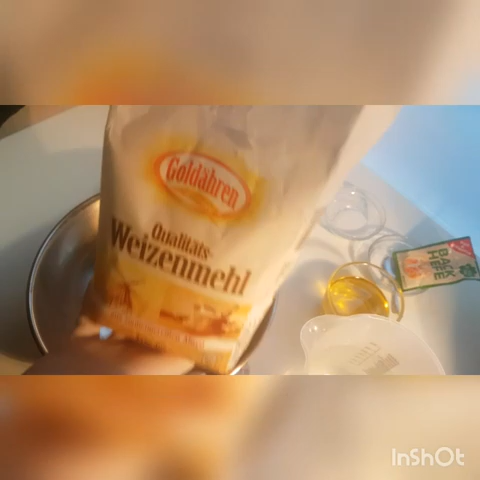 Goldähren
Qualitäts-
Weizenmehl
BACK
HEFE
InShOt